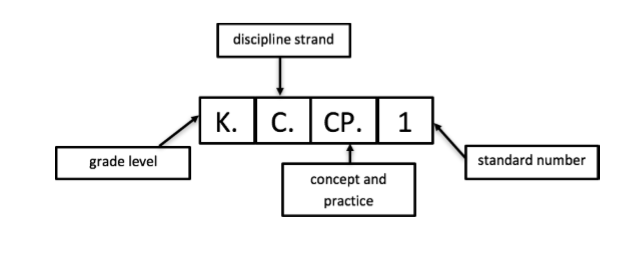 discipline strand
K. C. CP. 1
grade level
concept and
practice
standard number